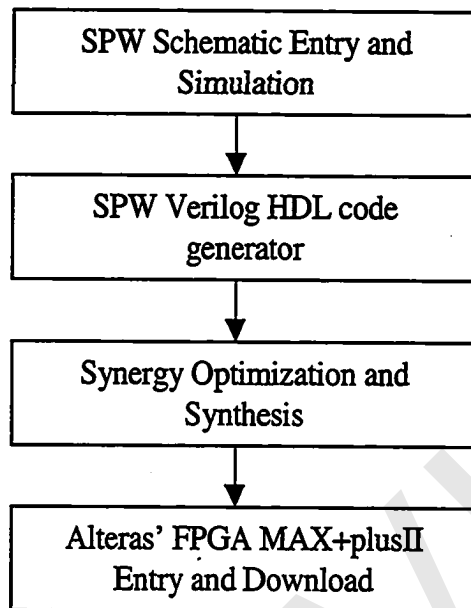 SPW Schematic Entry and
Simulation
SPW Verilog HDL code
generator
Synergy Optimization and
Synthesis
Alteras' FPGA MAX+plusII
Entry and Download